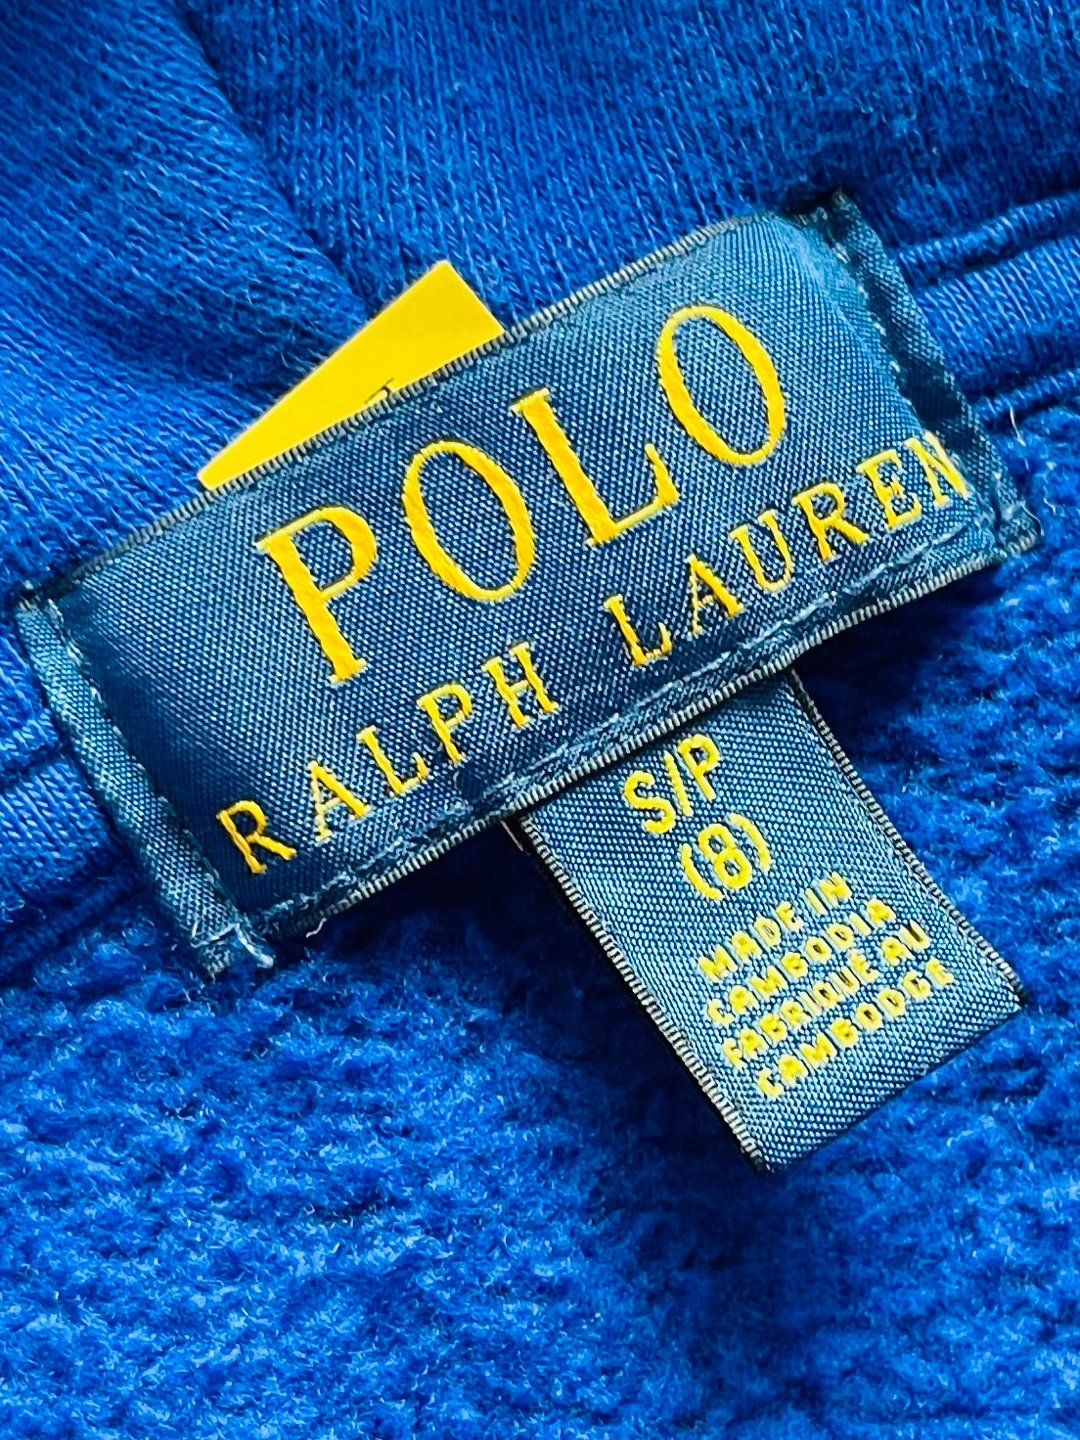 POLO
RALPH LAUREN
S/P
(8)
MADE IN
CAMBODIA
FABRIQUÉ AU
CAMBODGE